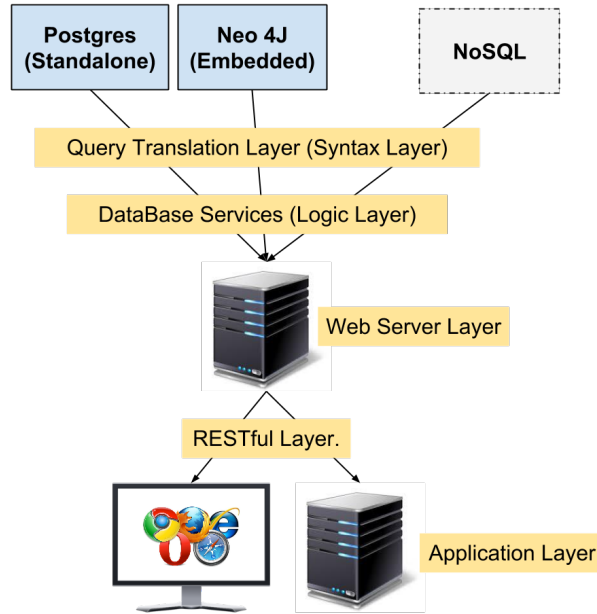 Postgres
(Standalone)
Neo 4J
(Embedded)
NoSQL
Query Translation Layer (Syntax Layer)
DataBase Services (Logic Layer)
Web Server Layer
RESTful Layer.
Application Layer